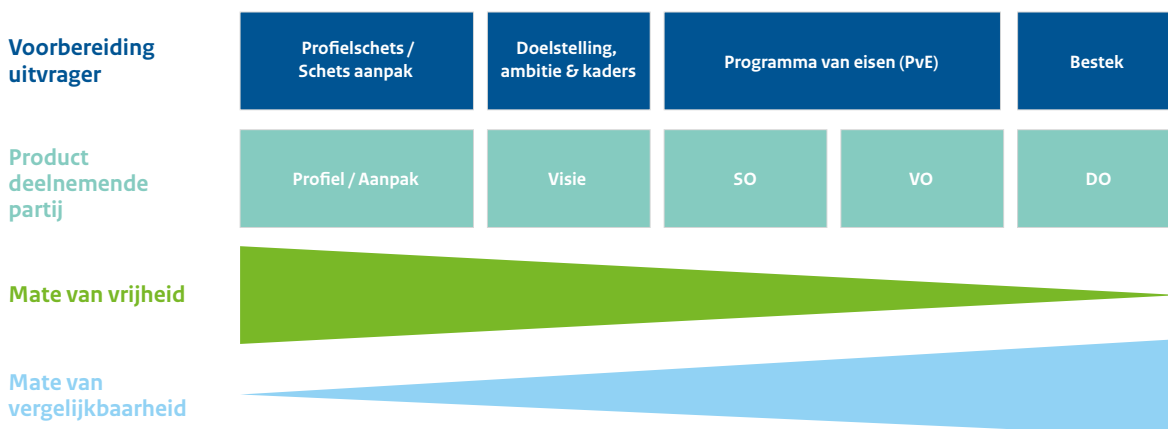 Voorbereiding
uitvrager
Profielschets /
Schets aanpak
Doelstelling,
ambitie & kaders
Programma van eisen (PvE)
Bestek
Product
deelnemende
partij
Profiel / Aanpak
Visie
SO
VO
DO
Mate van vrijheid
Mate van
vergelijkbaarheid